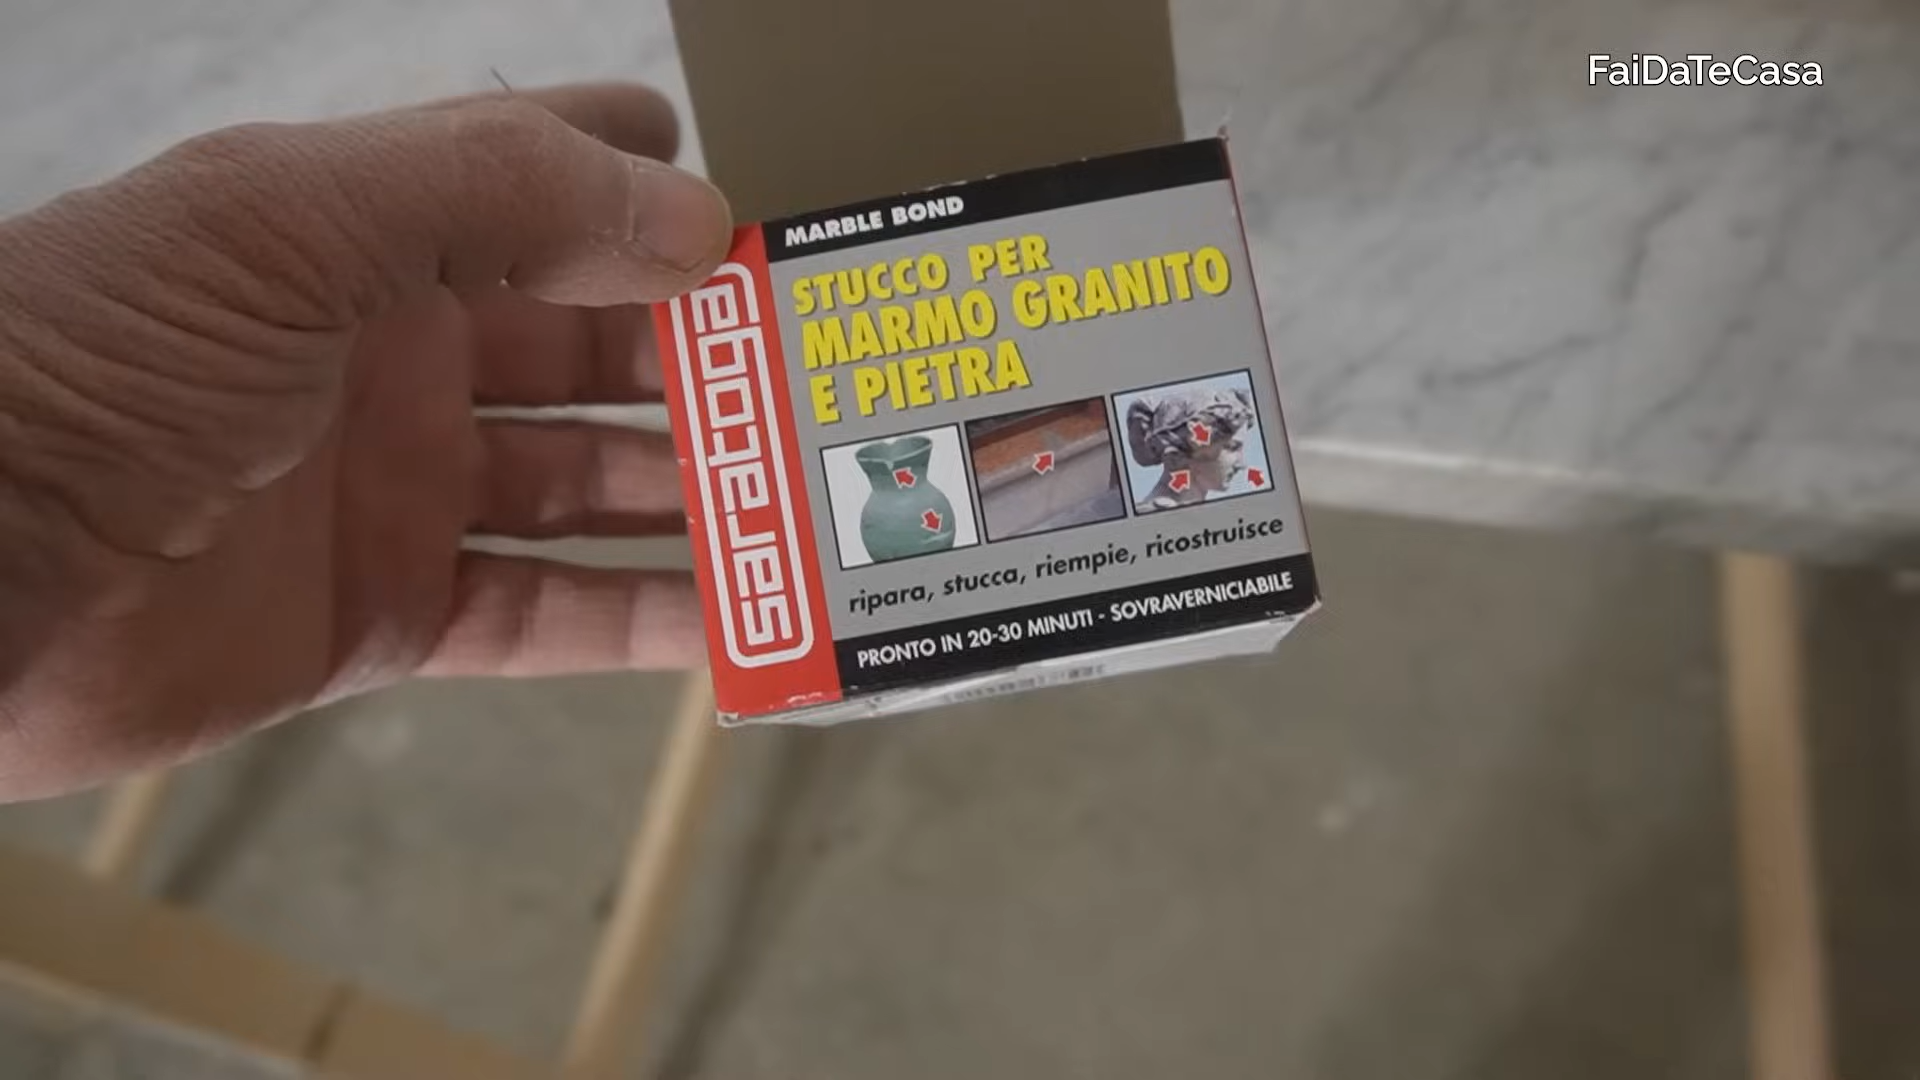 FaiDaTeCasa
MARBLE BOND
STUCCO PER
MARMO GRANITO
E PIETRA
saratoga
ripara, stucca, riempie, ricostruisce
PRONTO IN 20-30 MINUTI - SOVRAVERNICIABILE